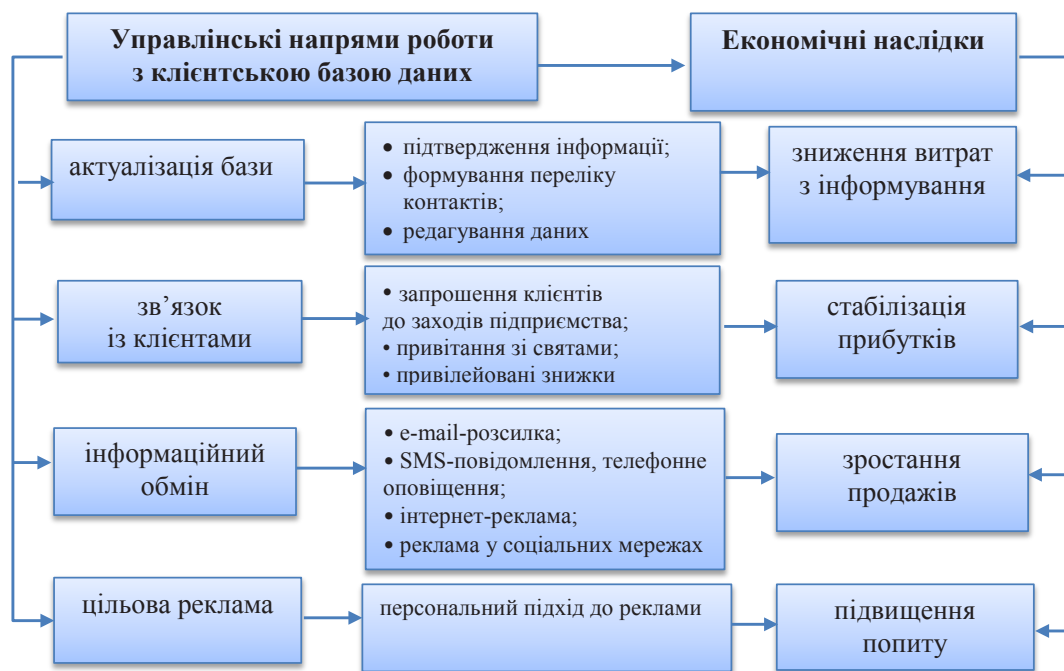 Управлінські напрями роботи
з клієнтською базою даних
Економічні наслідки
актуалізація бази
• підтвердження інформації;
• формування переліку
контактів;
• редагування даних
зниження витрат
з інформування
зв’язок
із клієнтами
• запрошення клієнтів
до заходів підприємства;
• привітання зі святами;
• привілейовані знижки
стабілізація
прибутків
інформаційний
обмін
• e-mail-розсилка;
• SMS-повідомлення, телефонне
оповіщення;
• інтернет-реклама;
• реклама у соціальних мережах
зростання
продажів
цільова реклама
персональний підхід до реклами
підвищення
попиту